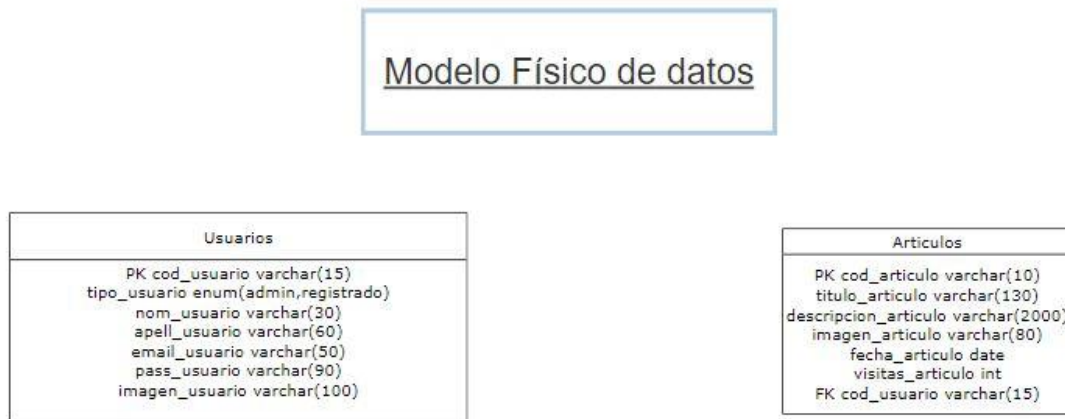 Modelo Físico de datos
Usuarios
PK cod_usuario varchar(15)
tipo_usuario enum(admin,registrado)
nom_usuario varchar(30)
apell_usuario varchar(60)
email_usuario varchar(50)
pass_usuario varchar(90)
imagen_usuario varchar(100)
Articulos
PK cod_articulo varchar(10)
titulo_articulo varchar(130)
descripcion_articulo varchar(2000)
imagen_articulo varchar(80)
fecha_articulo date
visitas_articulo int
FK cod_usuario varchar(15)